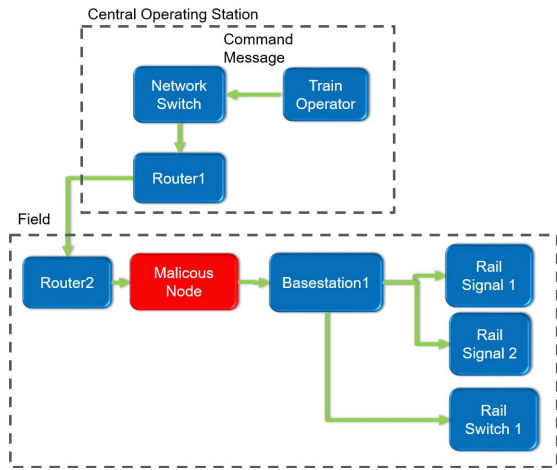 Central Operating Station
Command
Message
Network
Switch
Train
Operator
Router1
Field
Router2
Malicous
Node
Basestation1
Rail
Signal 1
Rail
Signal 2
Rail
Switch 1